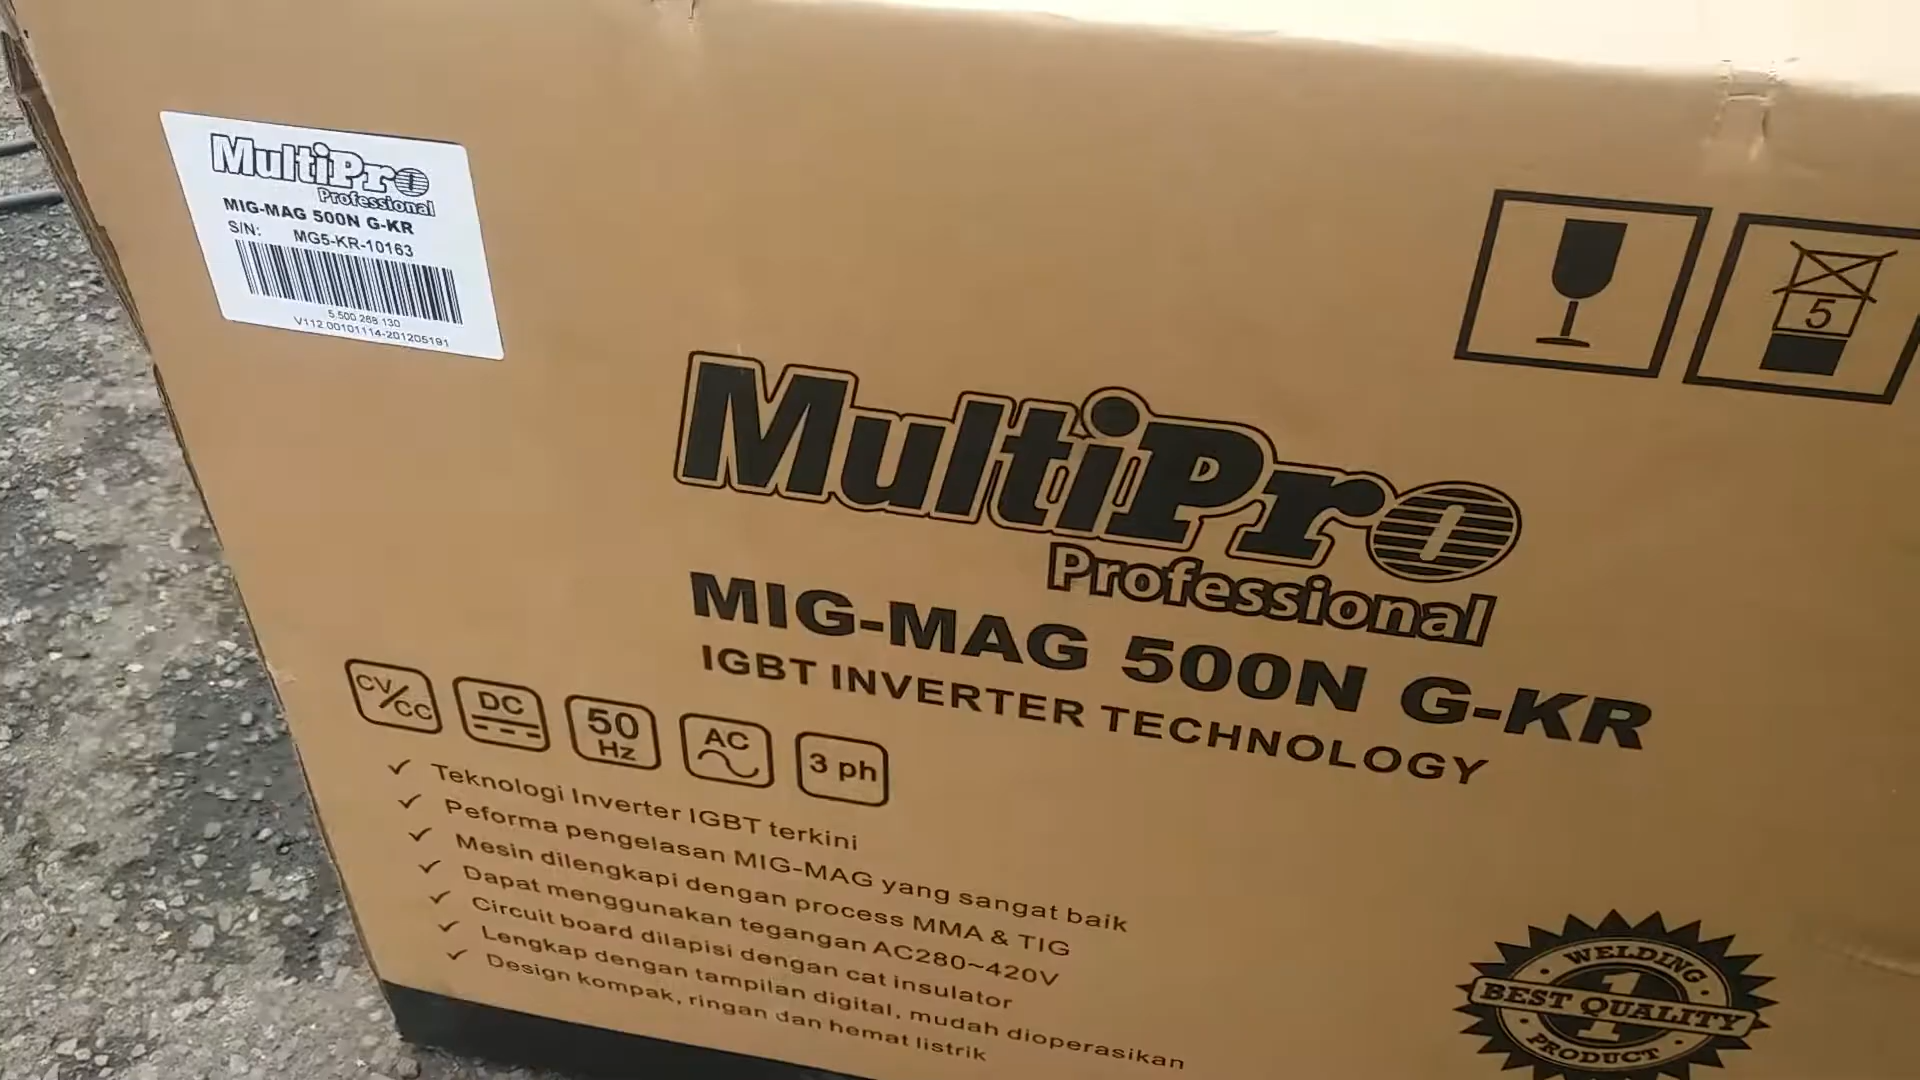 MultiPro
Professional
MIG-MAG 500N G-KR
S/N: MG5-KR-10163
5.500.268.130
V112.00101114-201205191
5
MultiPro
Professional
MIG-MAG 500N G-KR
IGBT INVERTER TECHNOLOGY
CV/CC
DC
50 Hz
AC
3 ph
✓ Teknologi Inverter IGBT terkini
✓ Peforma pengelasan MIG-MAG yang sangat baik
✓ Mesin dilengkapi dengan process MMA & TIG
✓ Dapat menggunakan tegangan AC280~420V
✓ Circuit board dilapisi dengan cat insulator
✓ Lengkap dengan tampilan digital, mudah dioperasikan
✓ Design kompak, ringan dan hemat listrik
WELDING
1
BEST QUALITY
PRODUCT